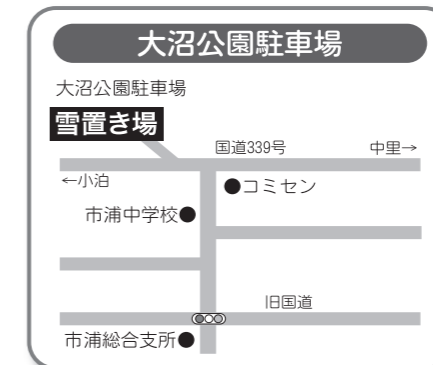 大沼公園駐車場
大沼公園駐車場
雪置き場
国道339号
中里→
←小泊
●コミセン
市浦中学校●
旧国道
市浦総合支所●